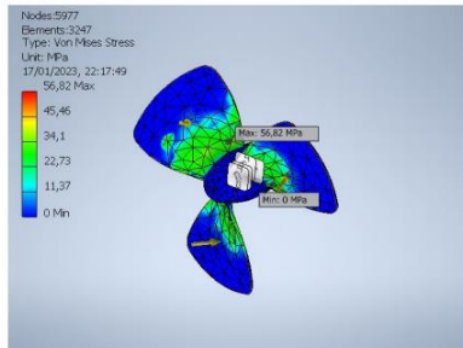 Nodes:5977
Elements:3247
Type: Von Mises Stress
Unit: MPa
17/01/2023, 22:17:49
56,82 Max
45,46
34,1
22,73
11,37
0 Min
Max: 56,82 MPa
Min: 0 MPa